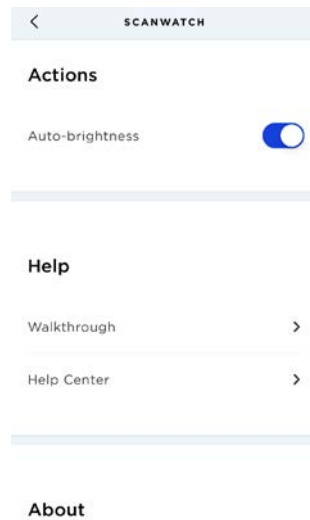 SCANWATCH
Actions
Auto-brightness
Help
Walkthrough
Help Center
About